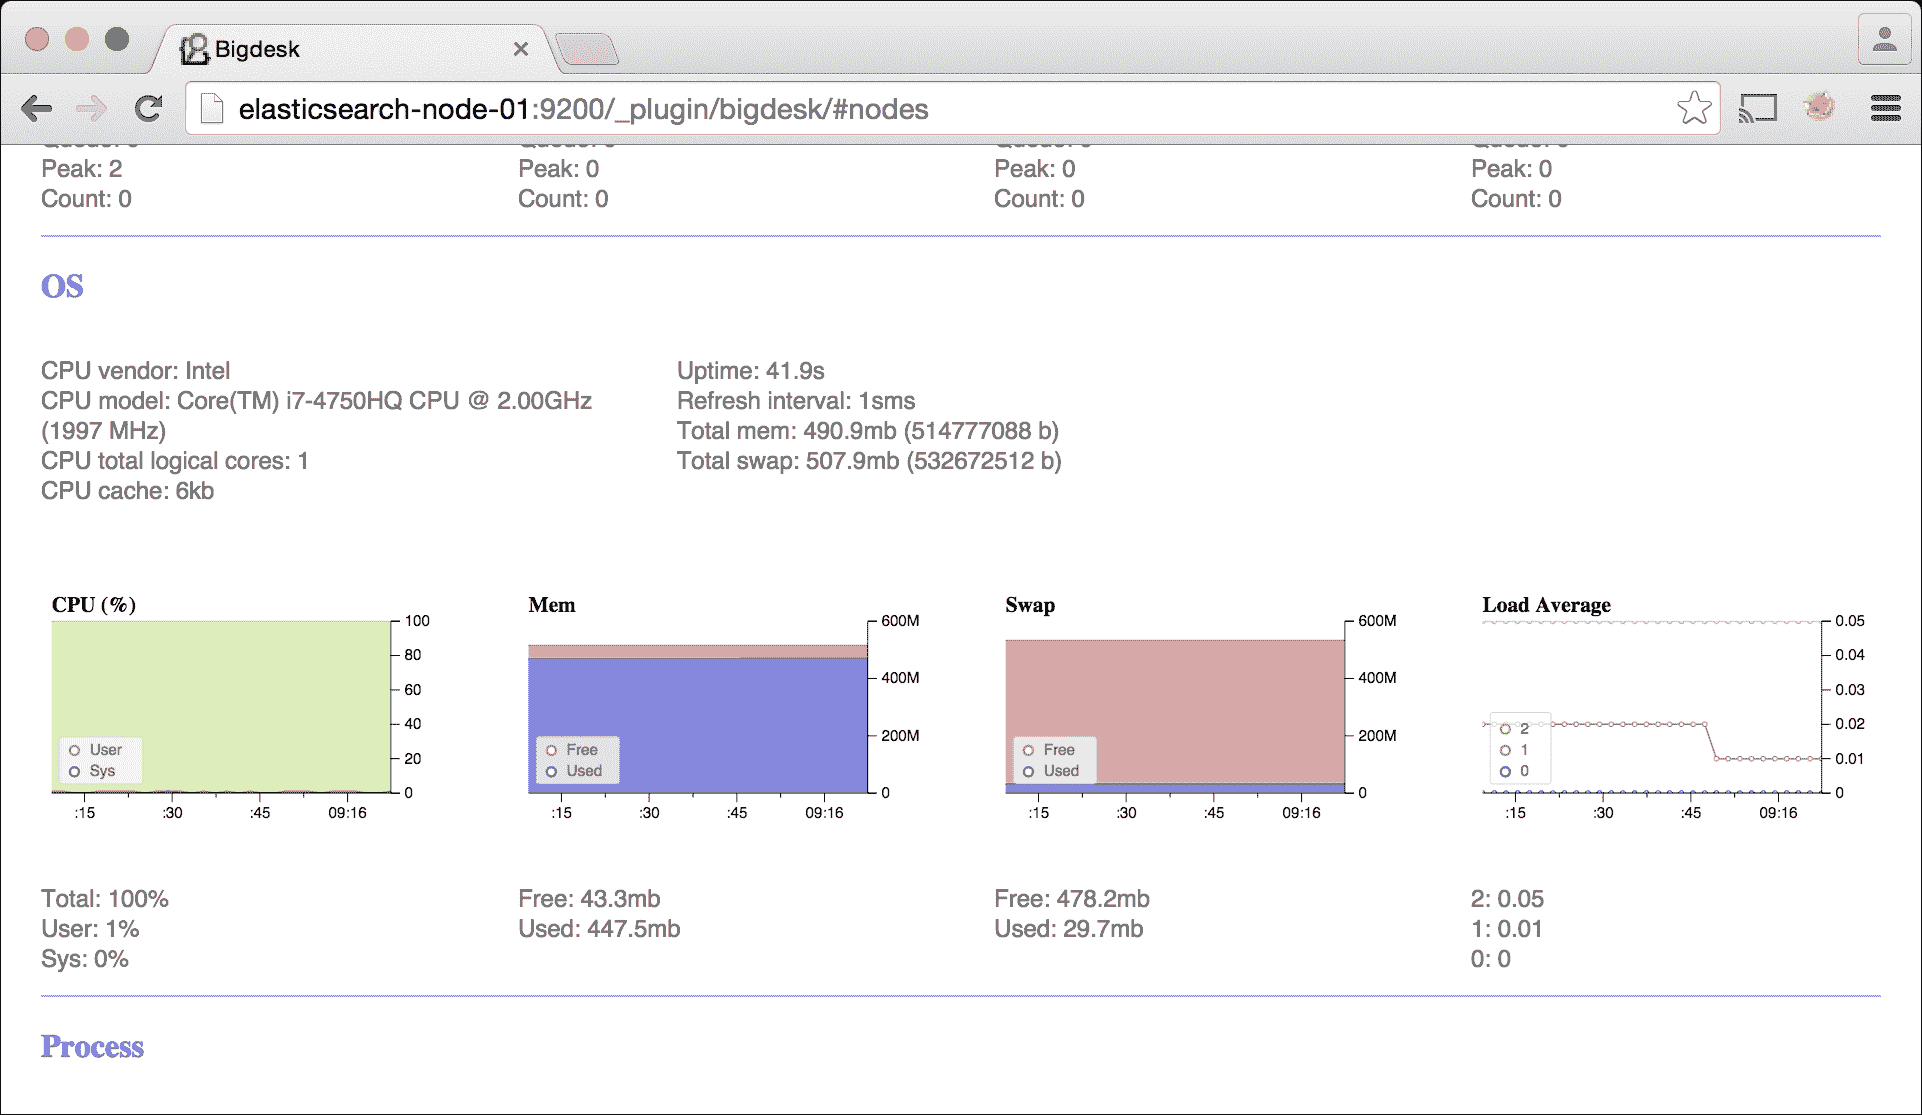 Bigdesk
elasticsearch-node-01:9200/_plugin/bigdesk/#nodes
Peak: 2 Peak: 0 Peak: 0 Peak: 0
Count: 0 Count: 0 Count: 0 Count: 0
OS
CPU vendor: Intel
CPU model: Core(TM) i7-4750HQ CPU @ 2.00GHz
(1997 MHz)
CPU total logical cores: 1
CPU cache: 6kb
Uptime: 41.9s
Refresh interval: 1sms
Total mem: 490.9mb (514777088 b)
Total swap: 507.9mb (532672512 b)
CPU (%)
100
80
60
40
20
0
User
Sys
:15 :30 :45 09:16
Mem
600M
400M
200M
0
Free
Used
:15 :30 :45 09:16
Swap
600M
400M
200M
0
Free
Used
:15 :30 :45 09:16
Load Average
0.05
0.04
0.03
0.02
0.01
0
2
1
0
:15 :30 :45 09:16
Total: 100%
User: 1%
Sys: 0%
Free: 43.3mb
Used: 447.5mb
Free: 478.2mb
Used: 29.7mb
2: 0.05
1: 0.01
0: 0
Process